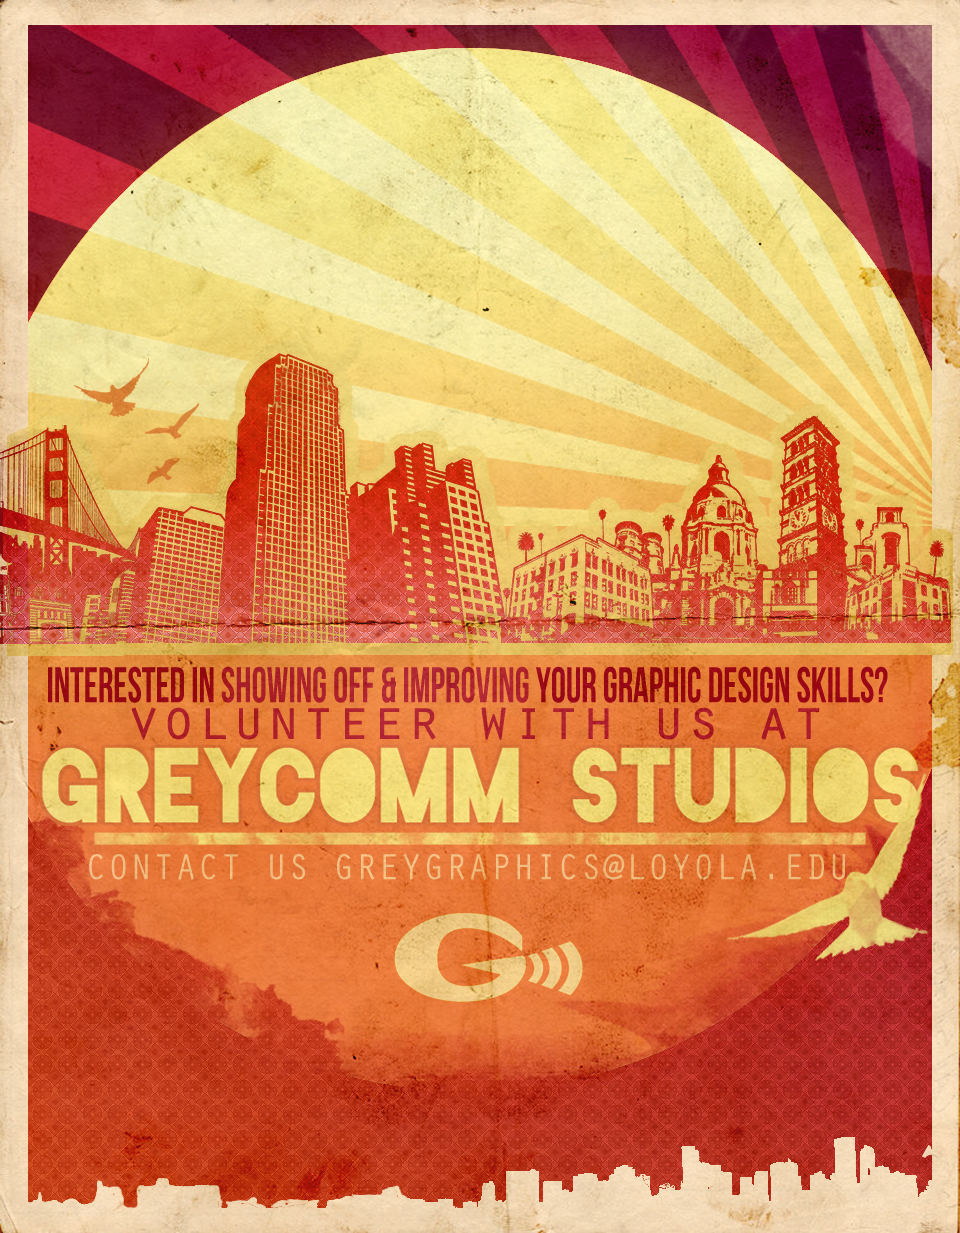 INTERESTED IN SHOWING OFF & IMPROVING YOUR GRAPHIC DESIGN SKILLS?
VOLUNTEER WITH US AT
GREYCOMM STUDIOS
CONTACT US GREYGRAPHICS@LOYOLA.EDU
G